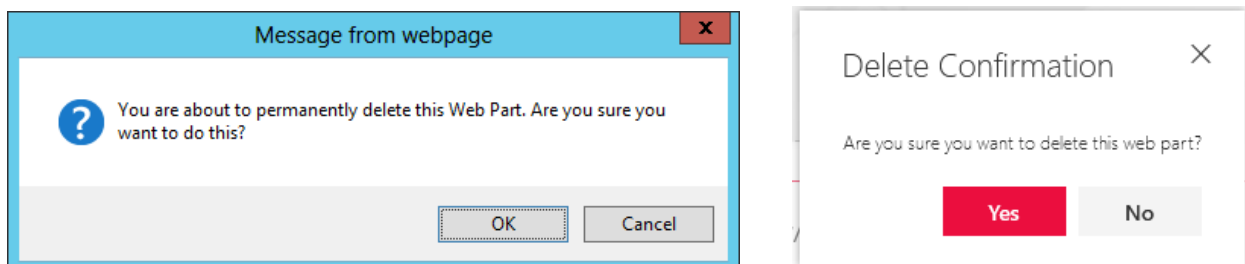 Message from webpage
x
?
You are about to permanently delete this Web Part. Are you sure you
want to do this?
OK
Cancel
Delete Confirmation
Are you sure you want to delete this web part?
Yes
No